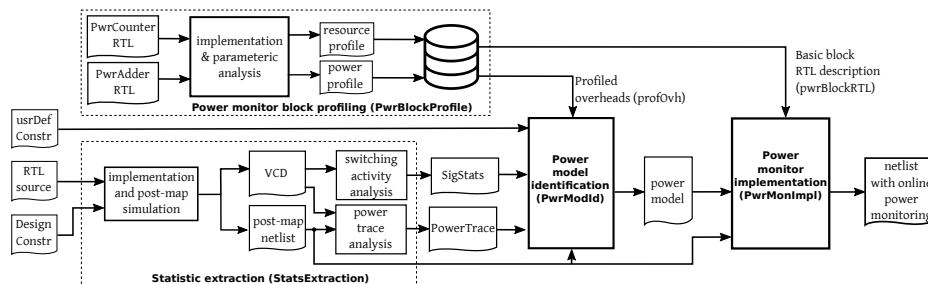 PwrCounter
RTL
PwrAdder
RTL
implementation
& parameteric
analysis
resource
profile
power
profile
Power monitor block profiling (PwrBlockProfile)
Profiled
overheads (profOvh)
Basic block
RTL description
(pwrBlockRTL)
usrDef
Constr
RTL
source
Design
Constr
implementation
and post-map
simulation
VCD
post-map
netlist
switching
activity
analysis
power
trace
analysis
SigStats
PowerTrace
Statistic extraction (StatsExtraction)
Power
model
identification
(PwrModId)
power
model
Power
monitor
implementation
(PwrMonImpl)
netlist
with online
power
monitoring